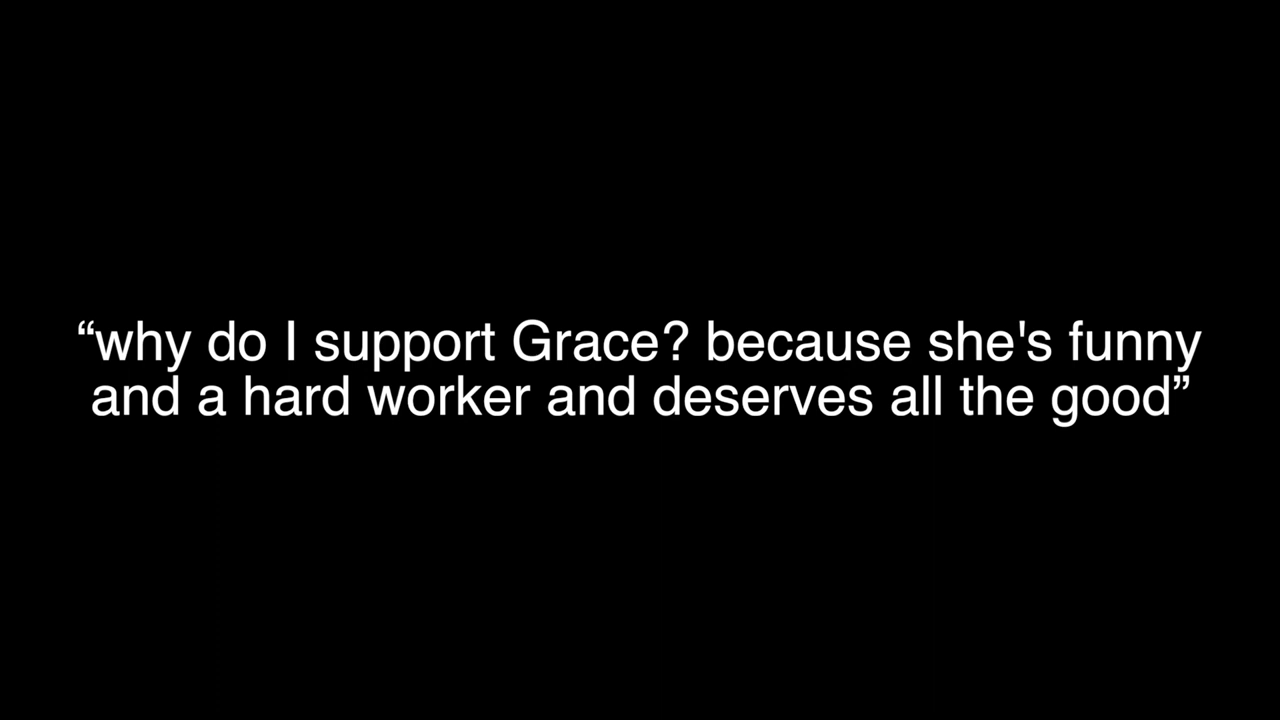 “why do I support Grace? because she's funny
and a hard worker and deserves all the good”